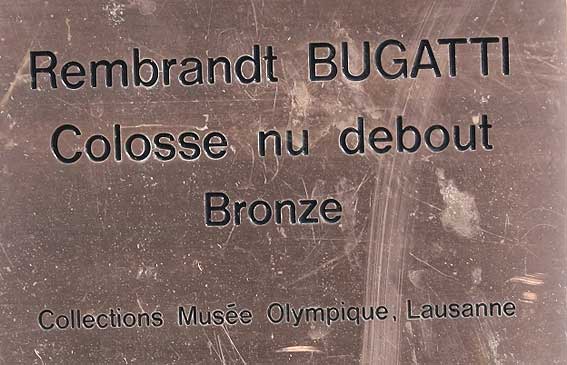 Rembrandt BUGATTI
Colosse nu debout
Bronze
Collections Musée Olympique, Lausanne